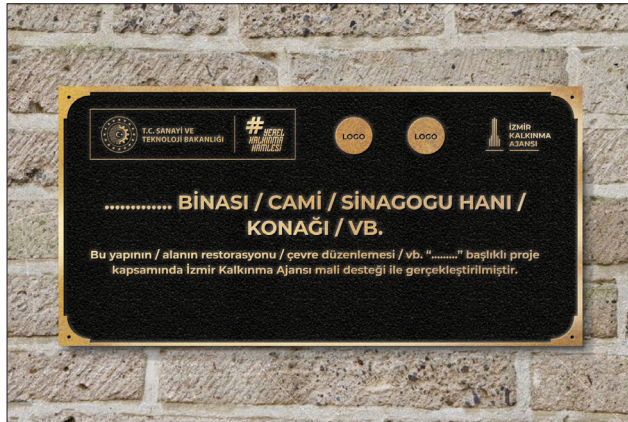 T.C. SANAYİ VE
TEKNOLOJİ BAKANLIĞI
#YEREL
KALKINMA
HAMLESİ
LOGO
LOGO
İZMİR
KALKINMA
AJANSI
............. BİNASI / CAMİ / SİNAGOGU HANI /
KONAĞI / VB.
Bu yapının / alanın restorasyonu / çevre düzenlemesi / vb. “.........” başlıklı proje
kapsamında İzmir Kalkınma Ajansı mali desteği ile gerçekleştirilmiştir.